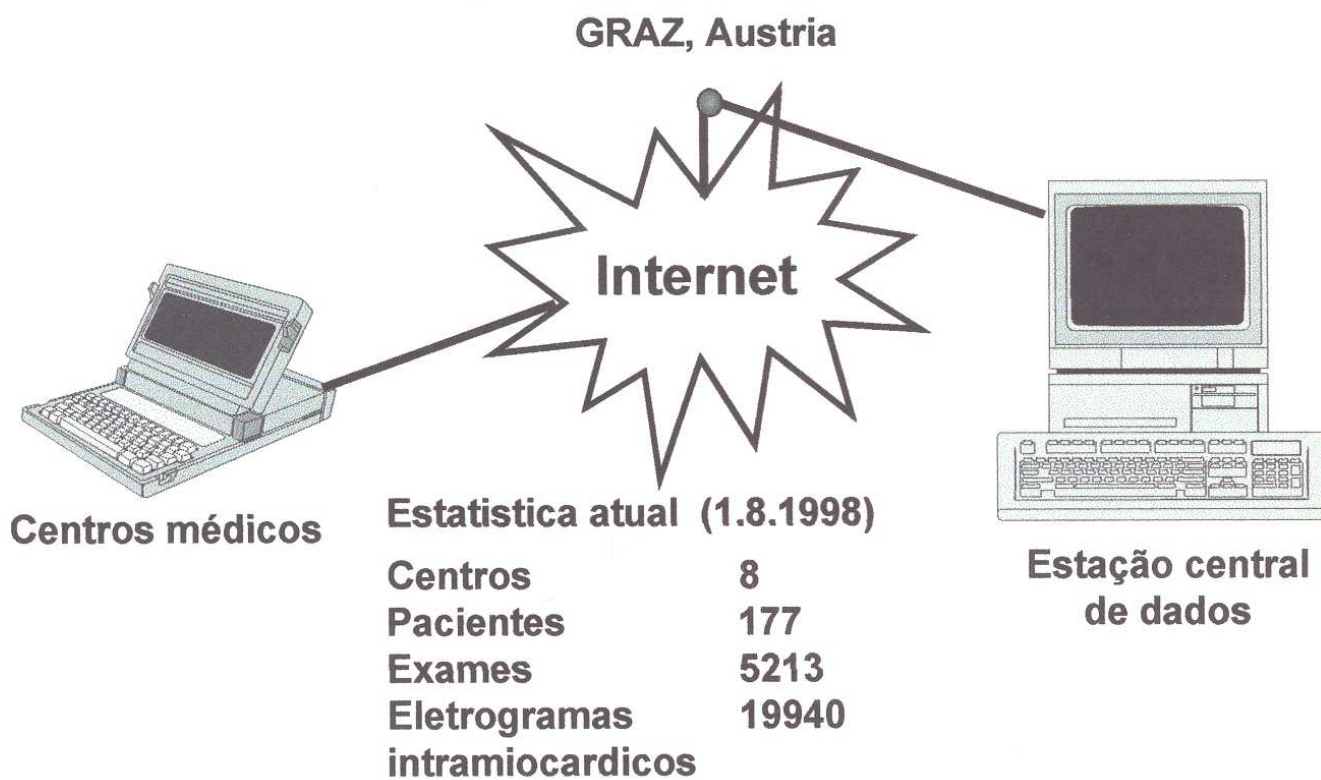 GRAZ, Austria
Internet
Centros médicos
Estação central
de dados
Estatistica atual (1.8.1998)
Centros 8
Pacientes 177
Exames 5213
Eletrogramas 19940
intramiocardicos